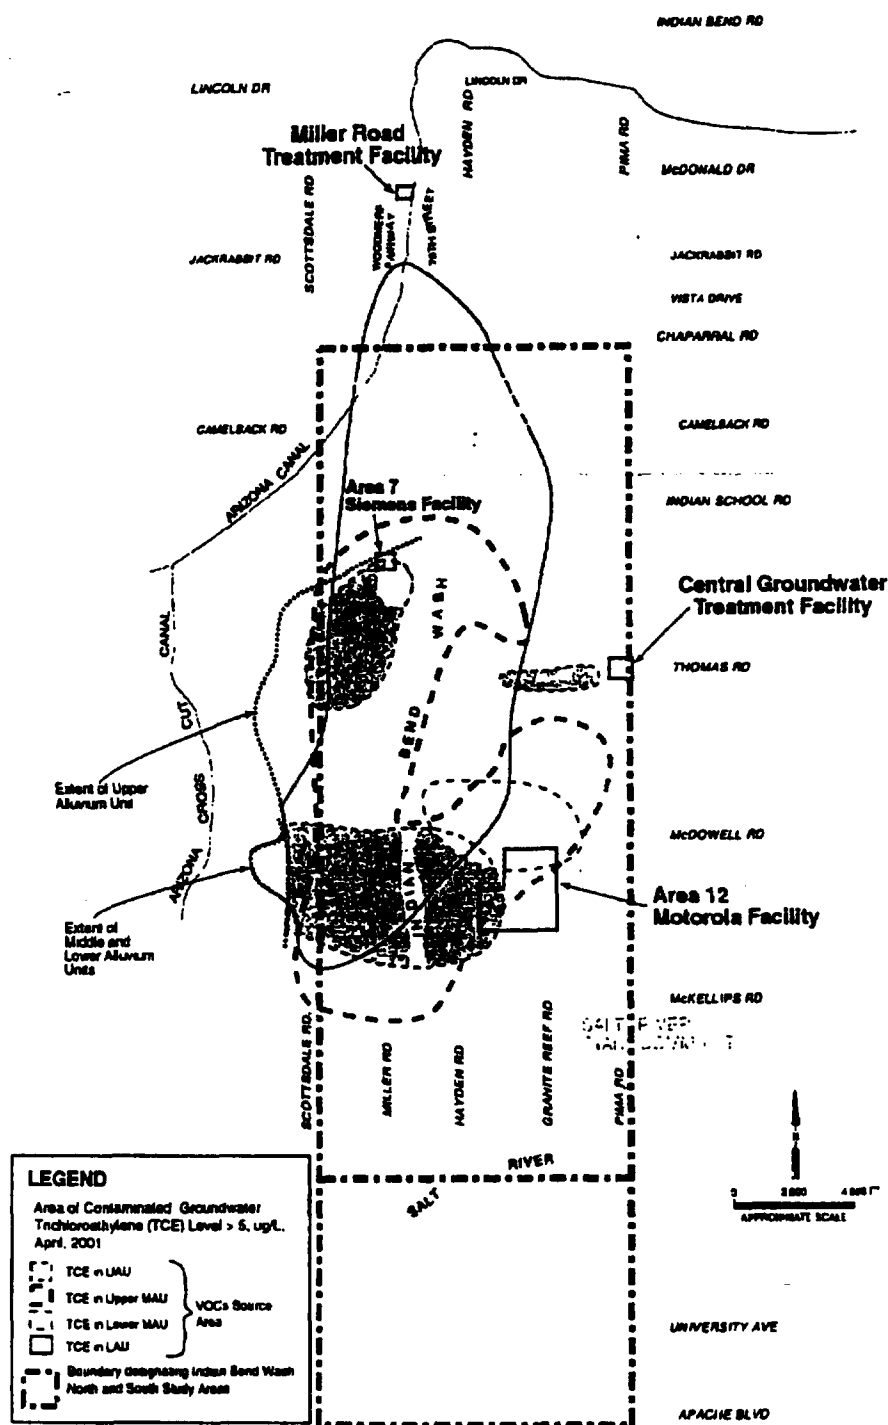 INDIAN BEND RD
LINCOLN DR
LINCOLN DR
HAYDEN RD
PIMA RD
Miller Road
Treatment Facility
McDONALD DR
SCOTTSDALE RD
76TH STREET
JACKRABBIT RD
JACKRABBIT RD
VISTA DRIVE
CHAPARRAL RD
CAMELBACK RD
CAMELBACK RD
ARIZONA CANAL
Area 7
Siemens Facility
INDIAN SCHOOL RD
Central Groundwater
Treatment Facility
THOMAS RD
INDIAN BEND WASH
ARIZONA CROSS CUT CANAL
Extent of Upper
Alluvium Unit
McDOWELL RD
Area 12
Motorola Facility
Extent of
Middle and
Lower Alluvium
Units
McKELLIPS RD
SALT RIVER
SCOTTSDALE RD.
MILLER RD
HAYDEN RD
GRANITE REEF RD
PIMA RD
SALT RIVER
0
APPROXIMATE SCALE
LEGEND
Area of Contaminated Groundwater
Trichloroethylene (TCE) Level > 5, ug/L,
April, 2001
TCE in UAU
TCE in Upper MAU
TCE in Lower MAU
TCE in LAU
VOCs Source
Area
Boundary designating Indian Bend Wash
North and South Study Areas
UNIVERSITY AVE
APACHE BLVD